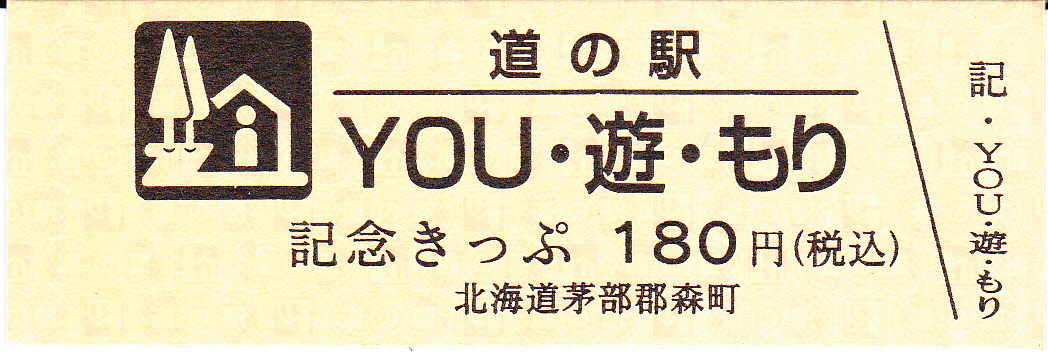 道の駅
YOU・遊・もり
記念きっぷ 180円(税込)
北海道茅部郡森町
記・YOU・遊・もり